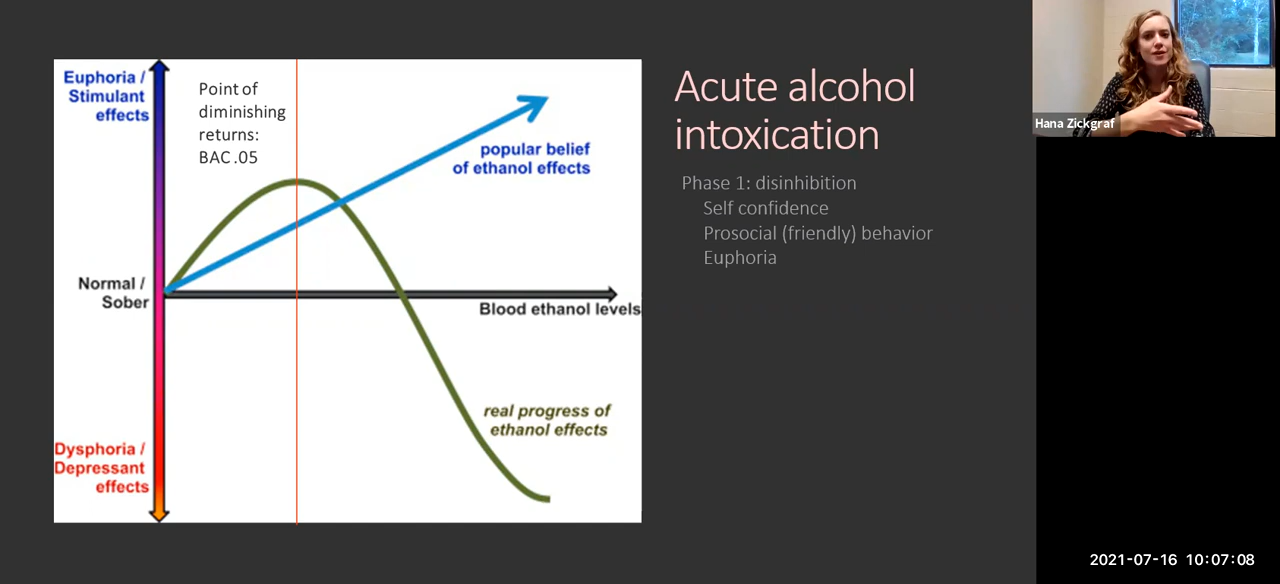 Euphoria /
Stimulant
effects
Point of
diminishing
returns:
BAC .05
popular belief
of ethanol effects
Normal /
Sober
Blood ethanol levels
real progress of
ethanol effects
Dysphoria /
Depressant
effects
Acute alcohol
intoxication
Phase 1: disinhibition
Self confidence
Prosocial (friendly) behavior
Euphoria
Hana Zickgraf
2021-07-16 10:07:08